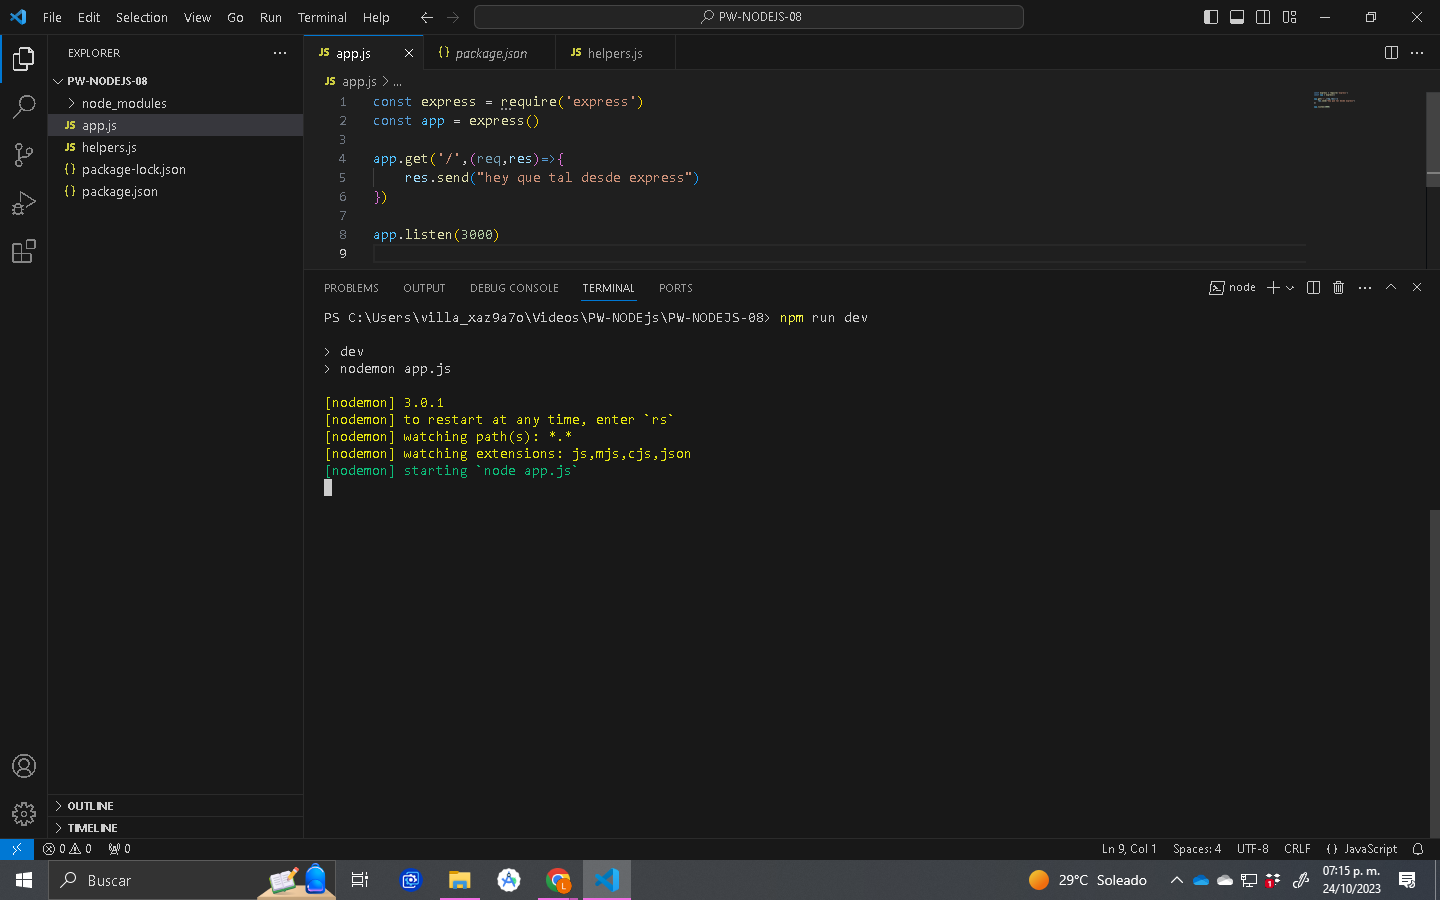 File Edit Selection View Go Run Terminal Help
PW-NODEJS-08
EXPLORER
PW-NODEJS-08
node_modules
JS app.js
JS helpers.js
{} package-lock.json
{} package.json
OUTLINE
TIMELINE
JS app.js
{} package.json
JS helpers.js
JS app.js > ...
1 const express = require('express')
2 const app = express()
3
4 app.get('/',(req,res)=>{
5     res.send("hey que tal desde express")
6 })
7
8 app.listen(3000)
9
PROBLEMS OUTPUT DEBUG CONSOLE TERMINAL PORTS
node
PS C:\Users\villa_xaz9a7o\Videos\PW-NODEjs\PW-NODEJS-08> npm run dev
> dev
> nodemon app.js
[nodemon] 3.0.1
[nodemon] to restart at any time, enter `rs`
[nodemon] watching path(s): *.*
[nodemon] watching extensions: js,mjs,cjs,json
[nodemon] starting `node app.js`
0 0 0
Ln 9, Col 1 Spaces: 4 UTF-8 CRLF {} JavaScript
Buscar
L
29°C Soleado
1
07:15 p. m.
24/10/2023